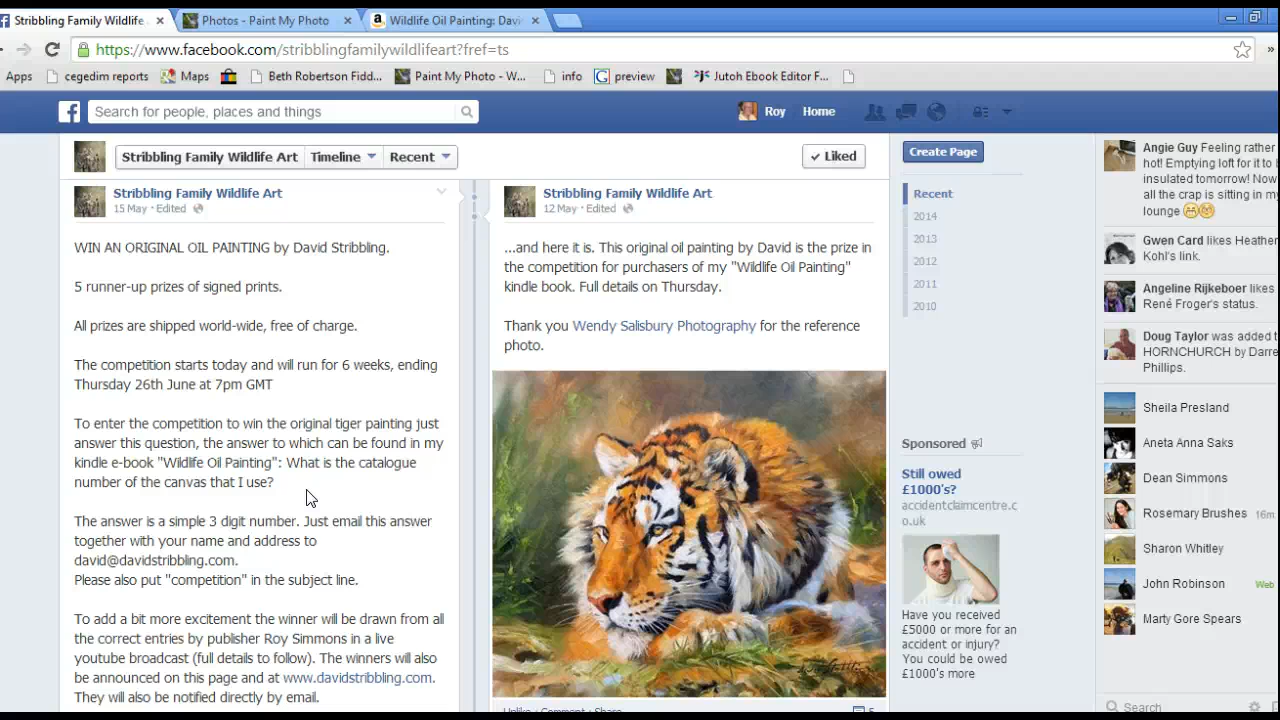 Stribbling Family Wildlife
Photos - Paint My Photo
Wildlife Oil Painting: Davi
https://www.facebook.com/stribblingfamilywildlifeart?fref=ts
Apps
cegedim reports
Maps
Beth Robertson Fidd...
Paint My Photo - W...
info
preview
Jutoh Ebook Editor F...
Search for people, places and things
Roy
Home
Stribbling Family Wildlife Art
Timeline
Recent
Liked
Stribbling Family Wildlife Art
15 May · Edited
WIN AN ORIGINAL OIL PAINTING by David Stribbling.
5 runner-up prizes of signed prints.
All prizes are shipped world-wide, free of charge.
The competition starts today and will run for 6 weeks, ending
Thursday 26th June at 7pm GMT
To enter the competition to win the original tiger painting just
answer this question, the answer to which can be found in my
kindle e-book "Wildlife Oil Painting": What is the catalogue
number of the canvas that I use?
The answer is a simple 3 digit number. Just email this answer
together with your name and address to
david@davidstribbling.com.
Please also put "competition" in the subject line.
To add a bit more excitement the winner will be drawn from all
the correct entries by publisher Roy Simmons in a live
youtube broadcast (full details to follow). The winners will also
be announced on this page and at www.davidstribbling.com.
They will also be notified directly by email.
Stribbling Family Wildlife Art
12 May · Edited
...and here it is. This original oil painting by David is the prize in
the competition for purchasers of my "Wildlife Oil Painting"
kindle book. Full details on Thursday.
Thank you Wendy Salisbury Photography for the reference
photo.
Unlike · Comment · Share
5
Create Page
Recent
2014
2013
2012
2011
2010
Sponsored
Still owed
£1000's?
accidentclaimcentre.c
o.uk
Have you received
£5000 or more for an
accident or injury?
You could be owed
£1000's more
Angie Guy Feeling rather
hot! Emptying loft for it to
insulated tomorrow! Now
all the crap is sitting in my
lounge
Gwen Card likes Heather
Kohl's link.
Angeline Rijkeboer likes
René Froger's status.
Doug Taylor was added t
HORNCHURCH by Darre
Phillips.
Sheila Presland
Aneta Anna Saks
Dean Simmons
Rosemary Brushes 16m
Sharon Whitley
John Robinson Web
Marty Gore Spears
Search